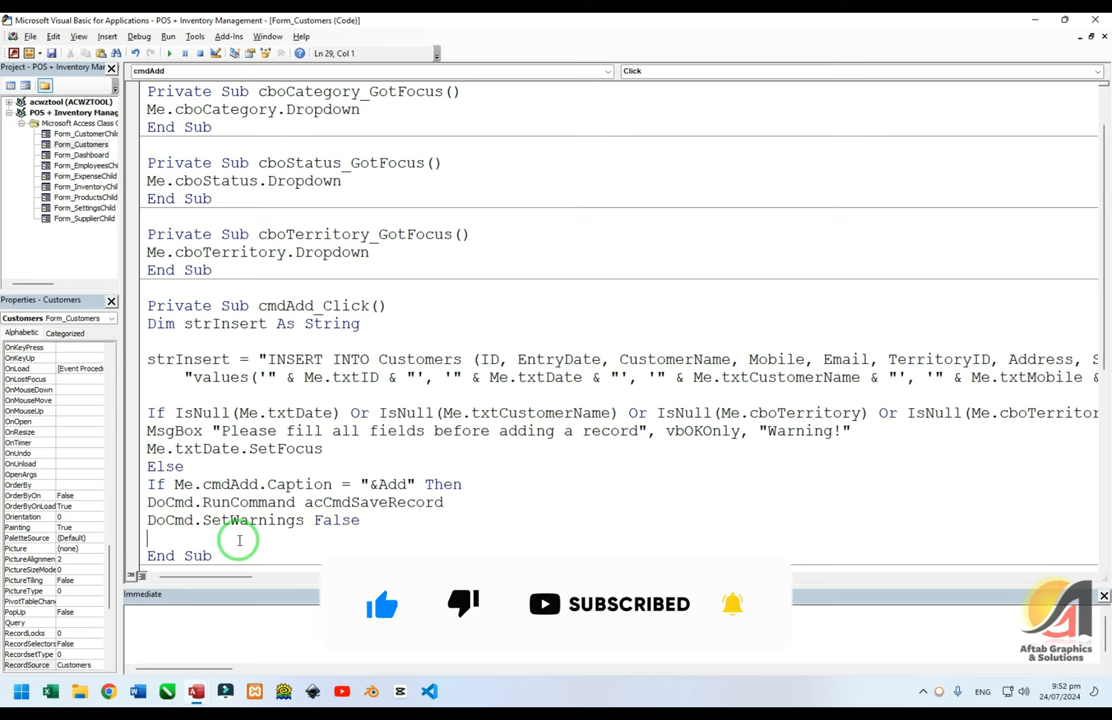 Microsoft Visual Basic for Applications - POS + Inventory Management - [Form_Customers (Code)]
File Edit View Insert Debug Run Tools Add-Ins Window Help
Ln 29, Col 1
Project - POS + Inventory Mar
cmdAdd
Click
acwztool (ACWZTOOL)
POS + Inventory Manag
Microsoft Access Class C
Form_CustomerChil
Form_Customers
Form_Dashboard
Form_EmployeesChi
Form_ExpenseChild
Form_InventoryChild
Form_ProductsChild
Form_SettingsChild
Form_SupplierChild
Properties - Customers
Customers Form_Customers
Alphabetic Categorized
OnKeyPress
OnKeyUp
OnLoad [Event Procedu
OnLostFocus
OnMouseDown
OnMouseMove
OnMouseUp
OnOpen
OnResize
OnTimer
OnUndo
OnUnload
OpenArgs
OrderBy
OrderByOn False
OrderByOnLoad True
Orientation 0
Painting True
PaletteSource (Default)
Picture (none)
PictureAlignmen 2
PictureSizeMode 0
PictureTiling False
PictureType 0
PivotTableChan
PopUp False
Query
RecordLocks 0
RecordSelectors False
RecordsetType 0
RecordSource Customers
Private Sub cboCategory_GotFocus()
Me.cboCategory.Dropdown
End Sub
Private Sub cboStatus_GotFocus()
Me.cboStatus.Dropdown
End Sub
Private Sub cboTerritory_GotFocus()
Me.cboTerritory.Dropdown
End Sub
Private Sub cmdAdd_Click()
Dim strInsert As String
strInsert = "INSERT INTO Customers (ID, EntryDate, CustomerName, Mobile, Email, TerritoryID, Address, S
"values('" & Me.txtID & "', '" & Me.txtDate & "', '" & Me.txtCustomerName & "', '" & Me.txtMobile &
If IsNull(Me.txtDate) Or IsNull(Me.txtCustomerName) Or IsNull(Me.cboTerritory) Or IsNull(Me.cboTerritor
MsgBox "Please fill all fields before adding a record", vbOKOnly, "Warning!"
Me.txtDate.SetFocus
Else
If Me.cmdAdd.Caption = "&Add" Then
DoCmd.RunCommand acCmdSaveRecord
DoCmd.SetWarnings False
End Sub
Immediate
SUBSCRIBED
Aftab Graphics
& Solutions
ENG
9:52 pm
24/07/2024